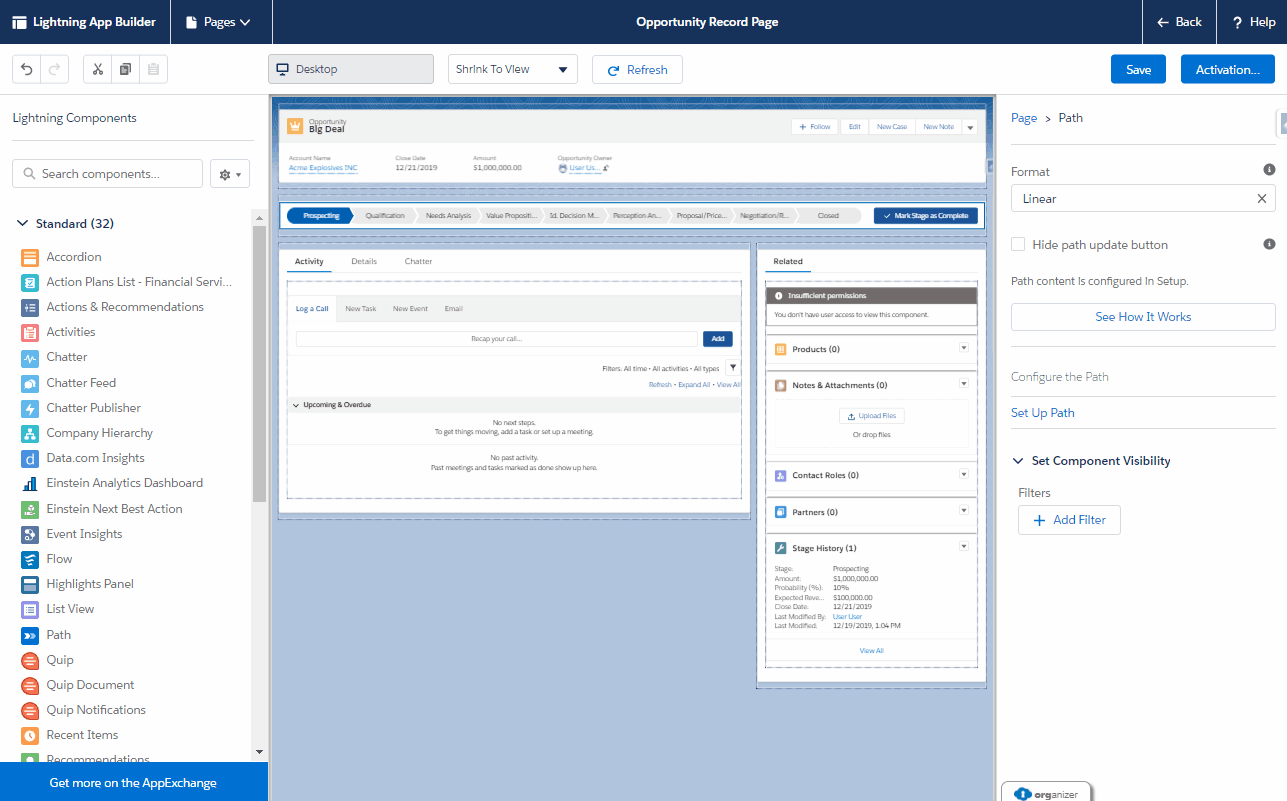 Lightning App Builder
Pages
Opportunity Record Page
Back
? Help
Desktop
Shrink To View
Refresh
Save
Activation...
Lightning Components
Search components...
Standard (32)
Accordion
Action Plans List - Financial Servi...
Actions & Recommendations
Activities
Chatter
Chatter Feed
Chatter Publisher
Company Hierarchy
Data.com Insights
Einstein Analytics Dashboard
Einstein Next Best Action
Event Insights
Flow
Highlights Panel
List View
Path
Quip
Quip Document
Quip Notifications
Recent Items
Recommendations
Get more on the AppExchange
Opportunity
Big Deal
+ Follow
Edit
New Case
New Note
Account Name
Close Date
Amount
Opportunity Owner
Acme Explosives INC
12/21/2019
$1,000,000.00
User Us...
Prospecting
Qualification
Needs Analysis
Value Propositi...
Id. Decision M...
Perception An...
Proposal/Price...
Negotiation/R...
Closed
Mark Stage as Complete
Activity
Details
Chatter
Log a Call
New Task
New Event
Email
Recap your call...
Add
Filters: All time • All activities • All types
Refresh • Expand All • View All
Upcoming & Overdue
No next steps.
To get things moving, add a task or set up a meeting.
No past activity.
Past meetings and tasks marked as done show up here.
Related
Insufficient permissions
You don't have user access to view this component.
Products (0)
Notes & Attachments (0)
Upload Files
Or drop files
Contact Roles (0)
Partners (0)
Stage History (1)
Stage: Prospecting
Amount: $1,000,000.00
Probability (%): 10%
Expected Reve... $100,000.00
Close Date: 12/21/2019
Last Modified By: User User
Last Modified: 12/19/2019, 1:04 PM
View All
Page > Path
Format
Linear
Hide path update button
Path content is configured in Setup.
See How It Works
Configure the Path
Set Up Path
Set Component Visibility
Filters
+ Add Filter
organizer